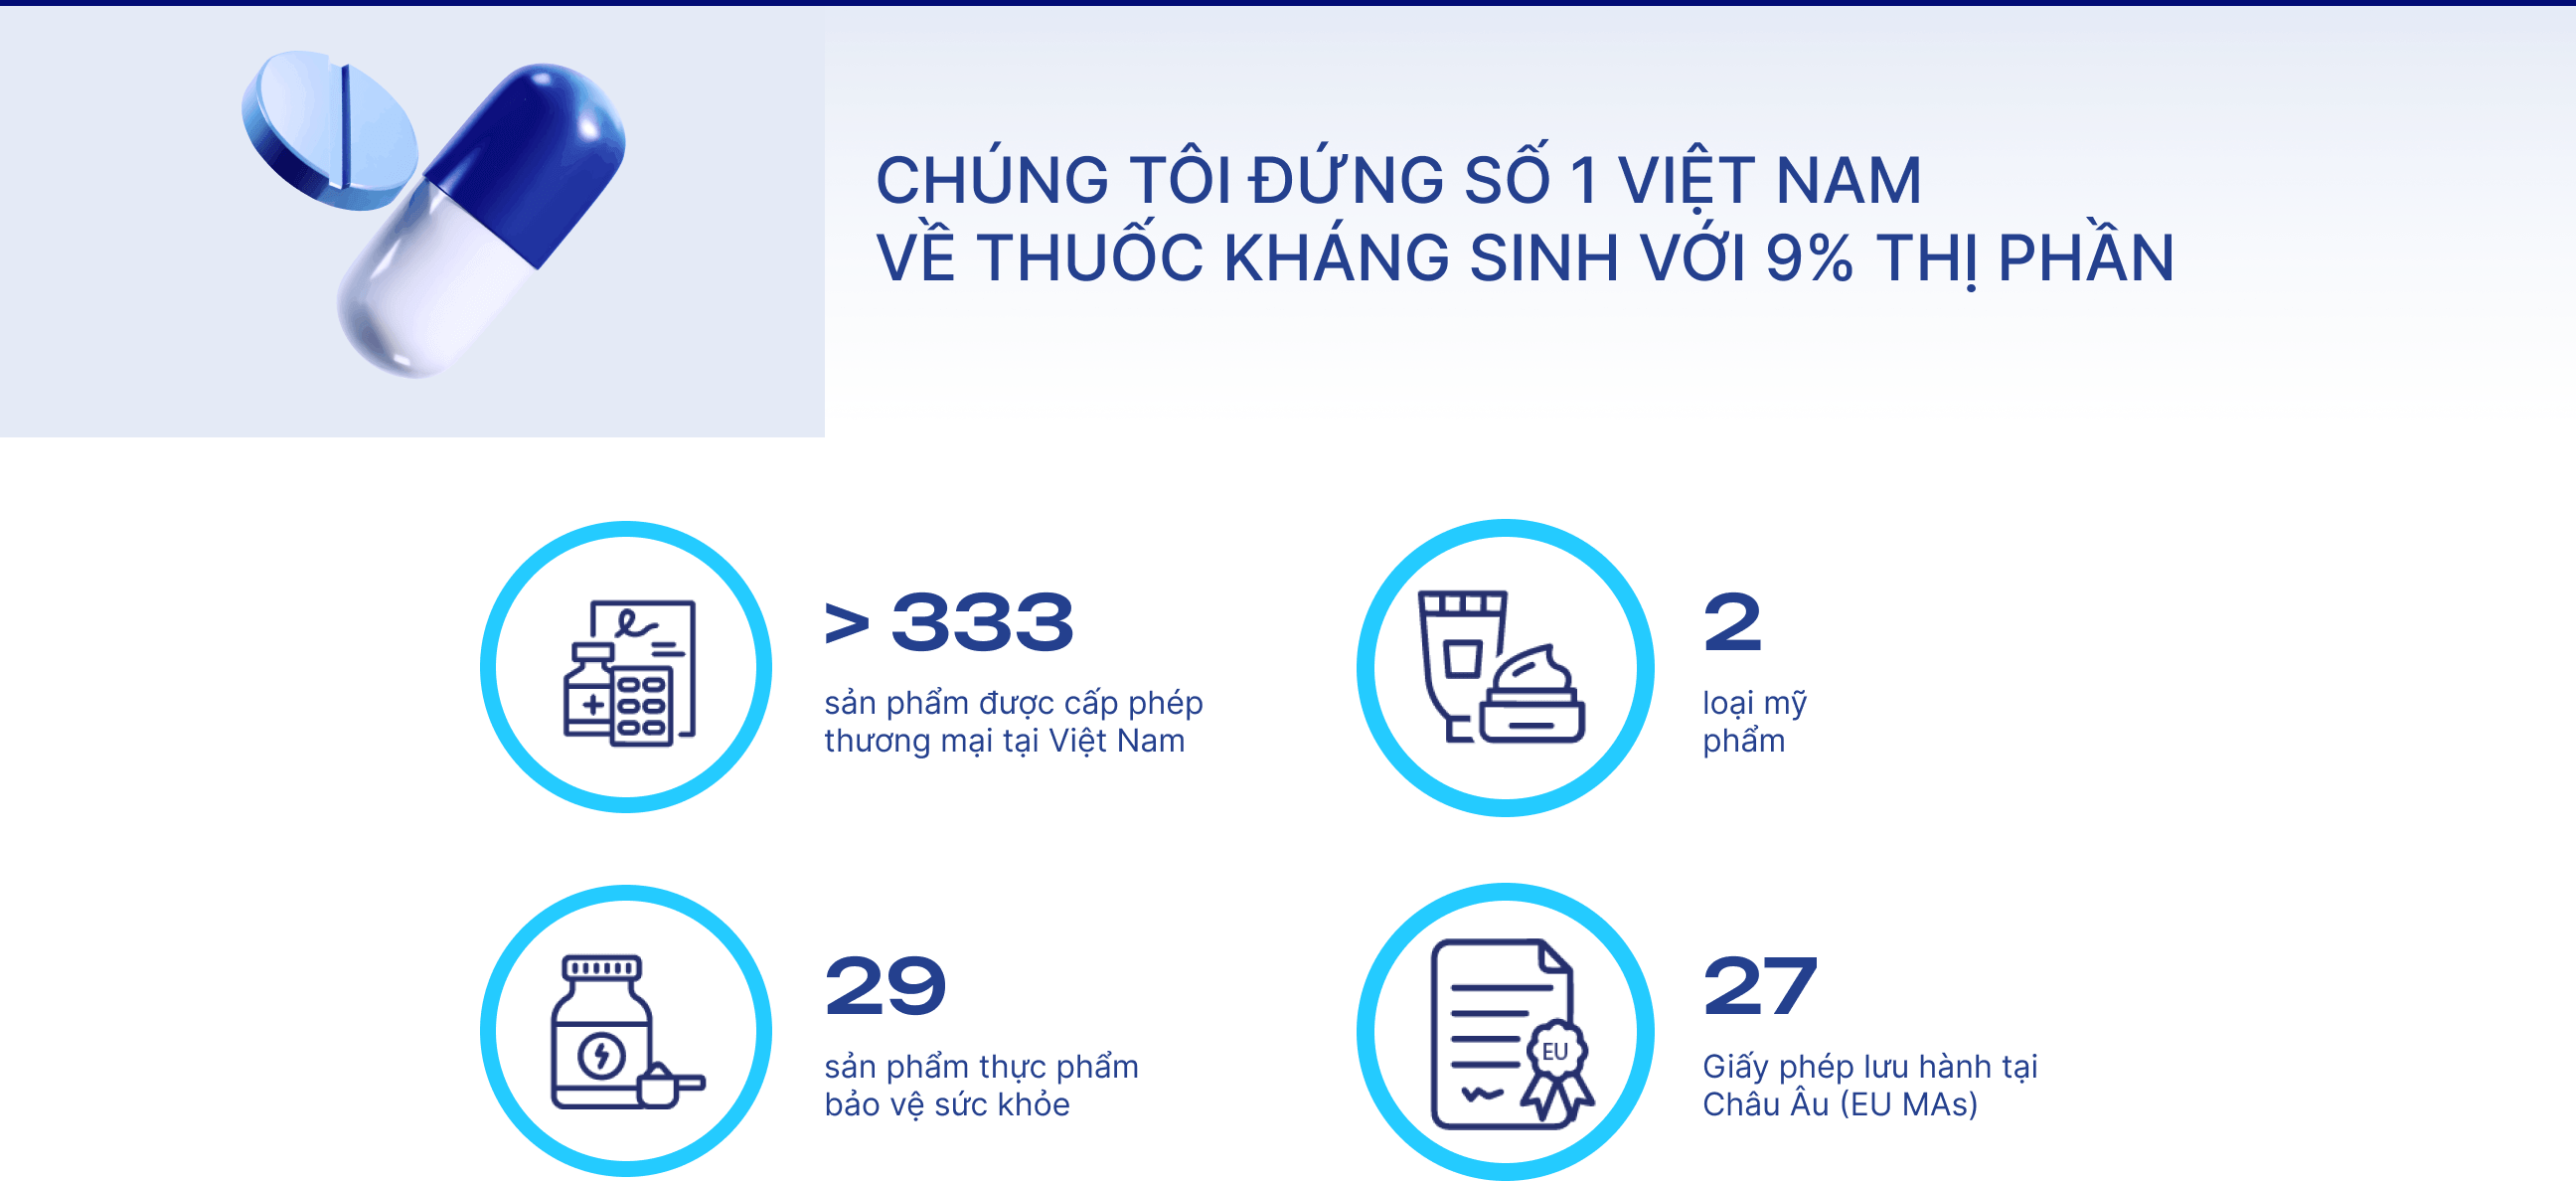 CHÚNG TÔI ĐỨNG SỐ 1 VIỆT NAM
VỀ THUỐC KHÁNG SINH VỚI 9% THỊ PHẦN
> 333
sản phẩm được cấp phép
thương mại tại Việt Nam
2
loại mỹ
phẩm
29
sản phẩm thực phẩm
bảo vệ sức khỏe
EU
27
Giấy phép lưu hành tại
Châu Âu (EU MAs)